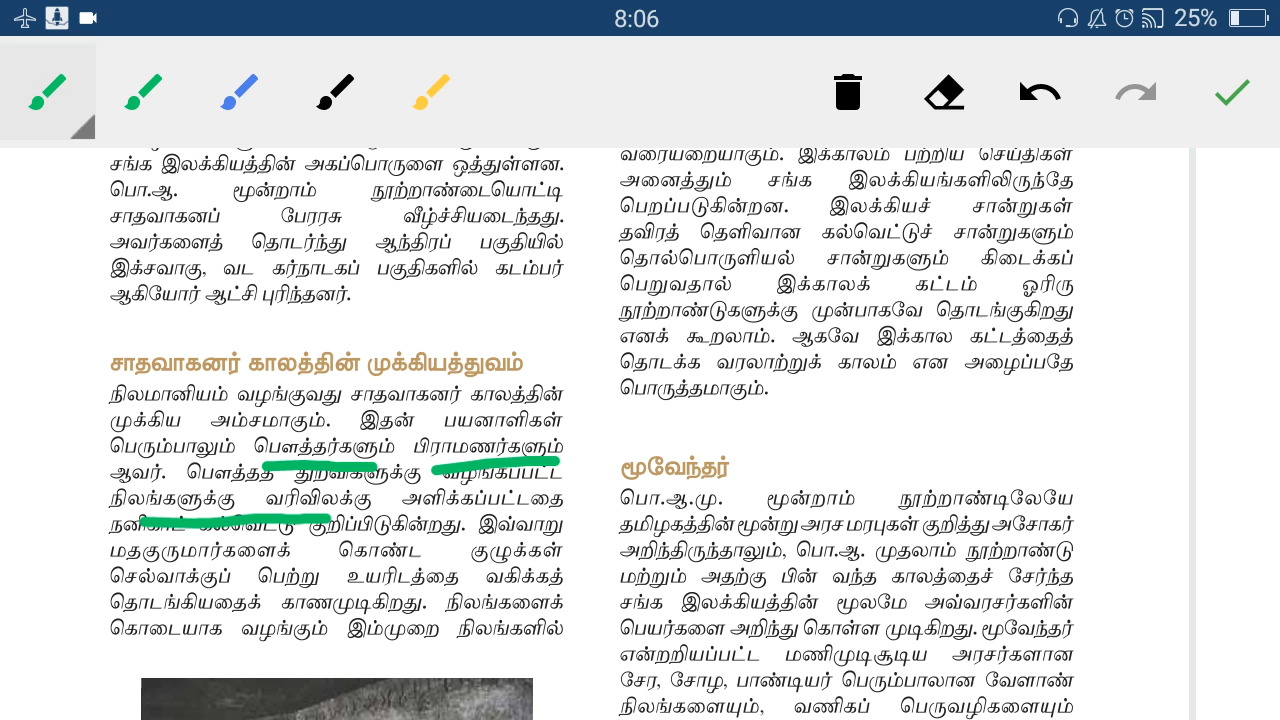 8:06
25%
சங்க இலக்கியத்தின் அகப்பொருளை ஒத்துள்ளன.
பொ.ஆ. மூன்றாம் நூற்றாண்டையொட்டி
சாதவாகனப் பேரரசு வீழ்ச்சியடைந்தது.
அவர்களைத் தொடர்ந்து ஆந்திரப் பகுதியில்
இக்சவாகு, வட கர்நாடகப் பகுதிகளில் கடம்பர்
ஆகியோர் ஆட்சி புரிந்தனர்.
சாதவாகனர் காலத்தின் முக்கியத்துவம்
நிலமானியம் வழங்குவது சாதவாகனர் காலத்தின்
முக்கிய அம்சமாகும். இதன் பயனாளிகள்
பெரும்பாலும் பௌத்தர்களும் பிராமணர்களும்
ஆவர். பௌத்தத் துறவிகளுக்கு வழங்கப்பட்ட
நிலங்களுக்கு வரிவிலக்கு அளிக்கப்பட்டதை
நனிகாட் கல்வெட்டு குறிப்பிடுகின்றது. இவ்வாறு
மதகுருமார்களைக் கொண்ட குழுக்கள்
செல்வாக்குப் பெற்று உயரிடத்தை வகிக்கத்
தொடங்கியதைக் காணமுடிகிறது. நிலங்களைக்
கொடையாக வழங்கும் இம்முறை நிலங்களில்
வரையறையாகும். இக்காலம் பற்றிய செய்திகள்
அனைத்தும் சங்க இலக்கியங்களிலிருந்தே
பெறப்படுகின்றன. இலக்கியச் சான்றுகள்
தவிரத் தெளிவான கல்வெட்டுச் சான்றுகளும்
தொல்பொருளியல் சான்றுகளும் கிடைக்கப்
பெறுவதால் இக்காலக் கட்டம் ஓரிரு
நூற்றாண்டுகளுக்கு முன்பாகவே தொடங்குகிறது
எனக் கூறலாம். ஆகவே இக்கால கட்டத்தைத்
தொடக்க வரலாற்றுக் காலம் என அழைப்பதே
பொருத்தமாகும்.
மூவேந்தர்
பொ.ஆ.மு. மூன்றாம் நூற்றாண்டிலேயே
தமிழகத்தின் மூன்று அரச மரபுகள் குறித்து அசோகர்
அறிந்திருந்தாலும், பொ.ஆ. முதலாம் நூற்றாண்டு
மற்றும் அதற்கு பின் வந்த காலத்தைச் சேர்ந்த
சங்க இலக்கியத்தின் மூலமே அவ்வரசர்களின்
பெயர்களை அறிந்து கொள்ள முடிகிறது. மூவேந்தர்
என்றறியப்பட்ட மணிமுடிசூடிய அரசர்களான
சேர, சோழ, பாண்டியர் பெரும்பாலான வேளாண்
நிலங்களையும், வணிகப் பெருவழிகளையும்